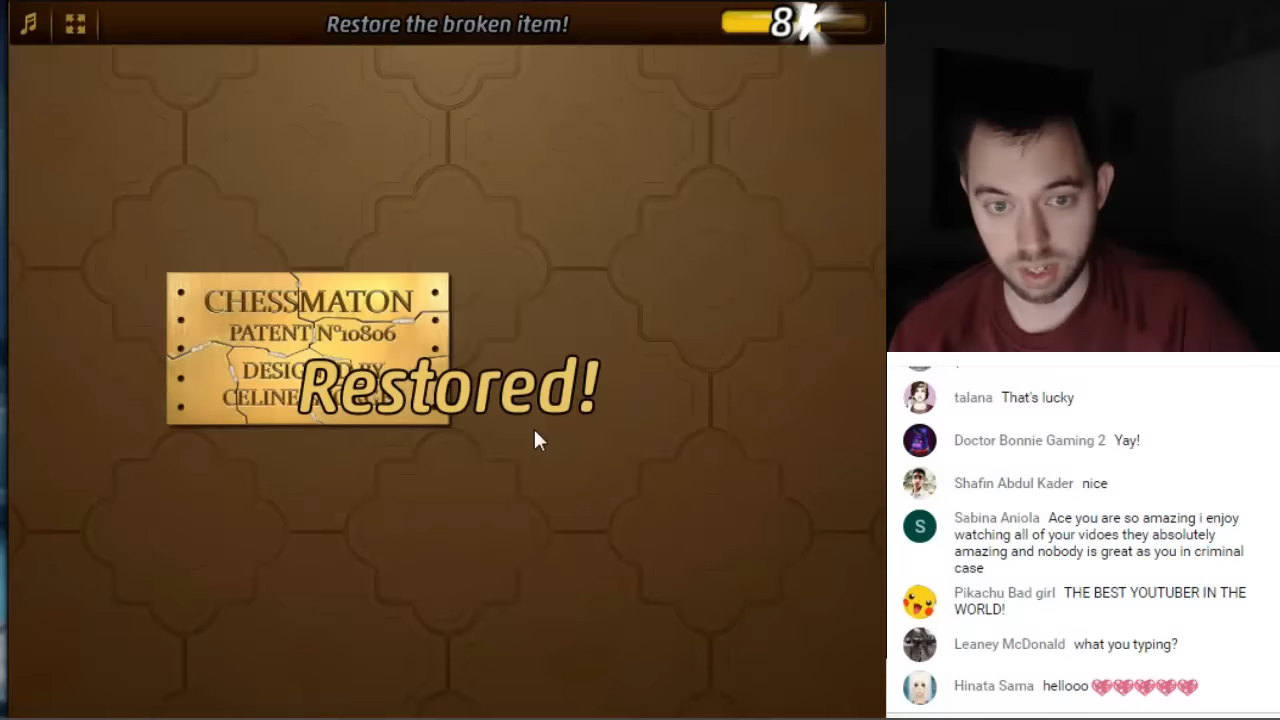 Restore the broken item!
8
CHESSMATON
PATENT N°10806
BY
CELINE
Restored!
talana That's lucky
Doctor Bonnie Gaming 2 Yay!
Shafin Abdul Kader nice
Sabina Aniola Ace you are so amazing i enjoy
watching all of your vidoes they absolutely
amazing and nobody is great as you in criminal
case
Pikachu Bad girl THE BEST YOUTUBER IN THE
WORLD!
Leaney McDonald what you typing?
Hinata Sama hellooo 💖💖💖💖💖
S